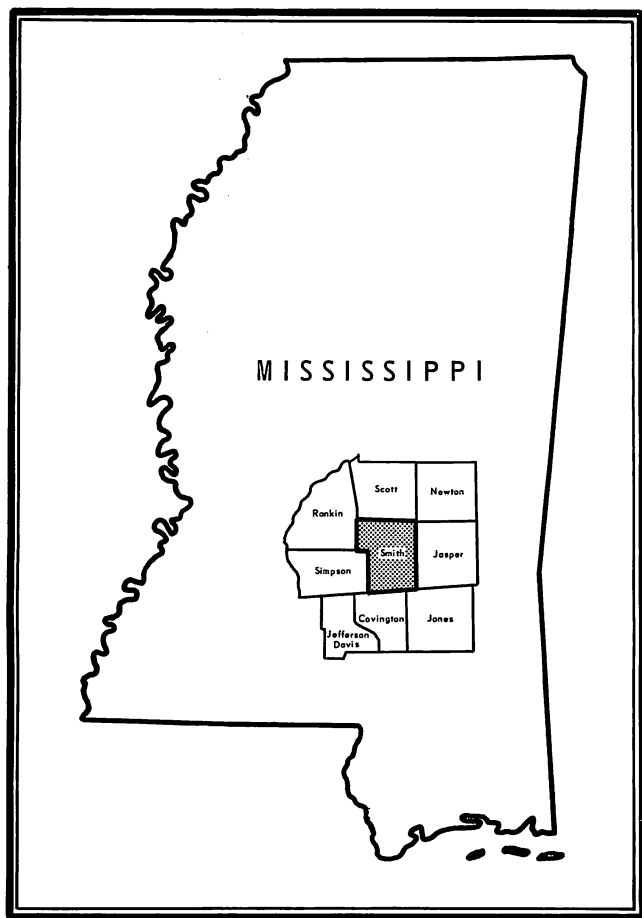 MISSISSIPPI
Scott
Newton
Rankin
Smith
Jasper
Simpson
Covington
Jones
Jefferson
Davis